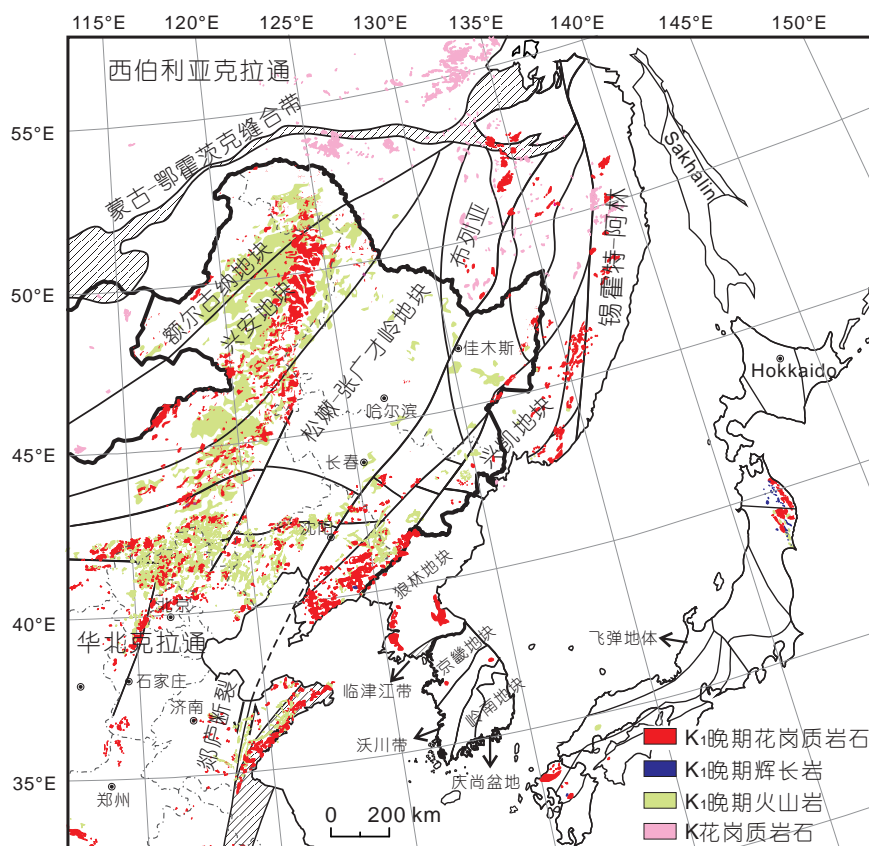 115°E 120°E 125°E 130°E 135°E 140°E 145°E 150°E
西伯利亚克拉通
55°E
蒙古-鄂霍茨克缝合带
Sakhalin
布列亚
锡霍特-阿林
50°E
额尔古纳地块
兴安地块
松嫩-张广才岭地块
佳木斯
Hokkaido
哈尔滨
兴凯地块
45°E
长春
沈阳
狼林地块
北京
40°E
华北克拉通
京畿地块
飞弹地体
石家庄
临津江带
岭南地块
济南
郯庐断裂
沃川带
K₁晚期花岗质岩石
35°E
庆尚盆地
K₁晚期辉长岩
郑州
0 200 km
K₁晚期火山岩
K花岗质岩石